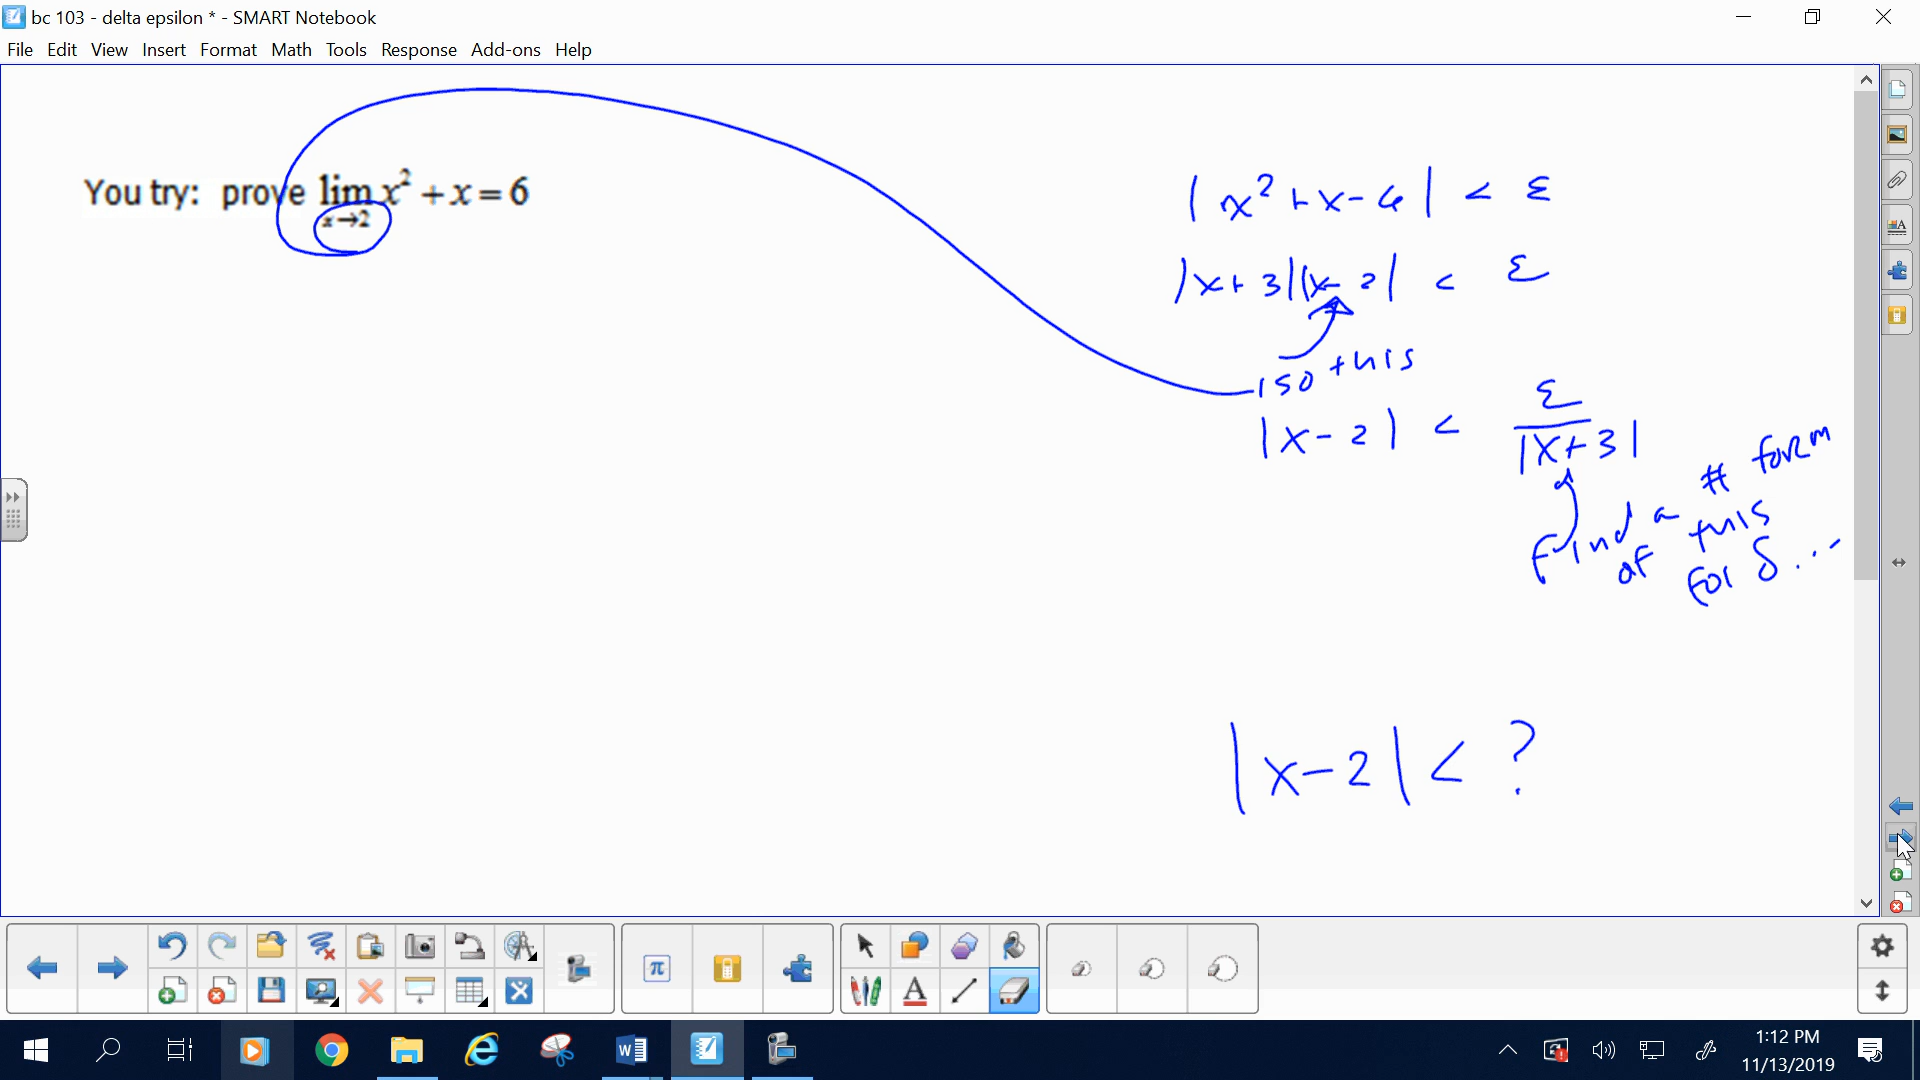 bc 103 - delta epsilon * - SMART Notebook
File Edit View Insert Format Math Tools Response Add-ons Help
You try: prove lim x² + x = 6
x→2
|x² + x - 6| < ε
|x + 3||x - 2| < ε
iso this
|x - 2| < ε / |x + 3|
find a # form
of this
for δ...
|x - 2| < ?
π
A
1:12 PM
11/13/2019